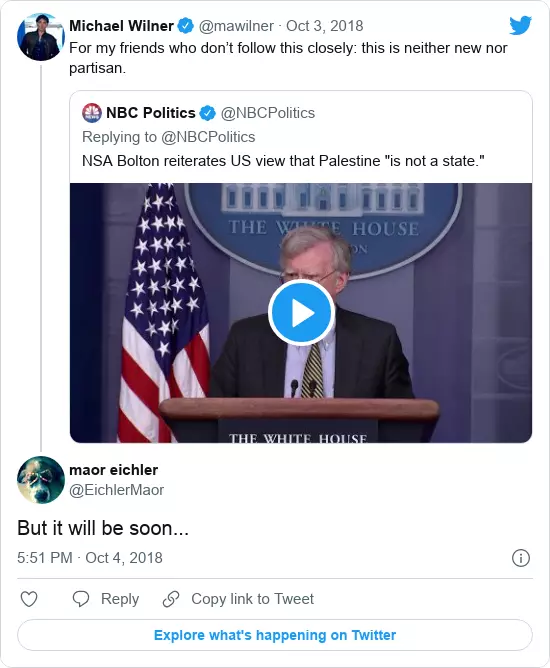 Michael Wilner @mawilner · Oct 3, 2018
For my friends who don’t follow this closely: this is neither new nor
partisan.
NBC Politics @NBCPolitics
Replying to @NBCPolitics
NSA Bolton reiterates US view that Palestine "is not a state."
THE WHITE HOUSE
THE WHITE HOUSE
maor eichler
@EichlerMaor
But it will be soon...
5:51 PM · Oct 4, 2018
Reply
Copy link to Tweet
Explore what's happening on Twitter